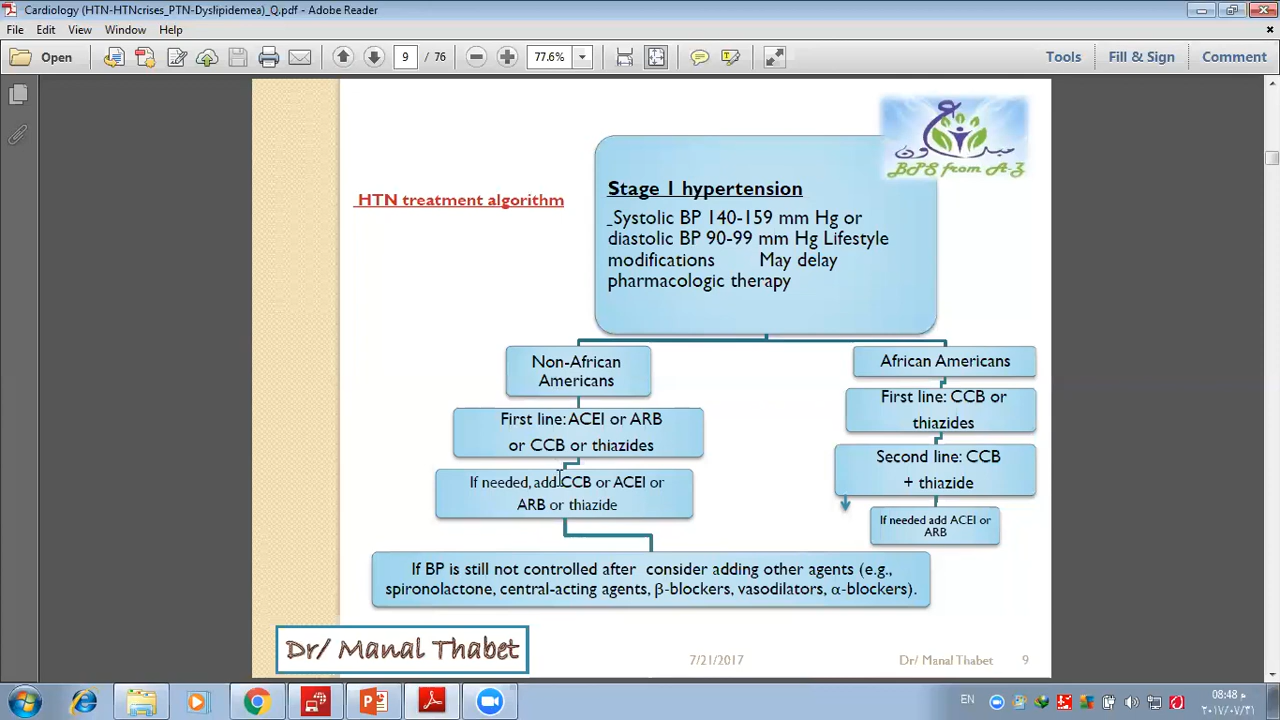 Cardiology (HTN-HTNcrises_PTN-Dyslipidemea)_Q.pdf - Adobe Reader
File Edit View Window Help
Open 9 / 76 77.6% Tools Fill & Sign Comment
BPS from A-Z
HTN treatment algorithm
Stage 1 hypertension
Systolic BP 140-159 mm Hg or
diastolic BP 90-99 mm Hg Lifestyle
modifications May delay
pharmacologic therapy
Non-African
Americans
First line: ACEI or ARB
or CCB or thiazides
If needed, add CCB or ACEI or
ARB or thiazide
African Americans
First line: CCB or
thiazides
Second line: CCB
+ thiazide
If needed add ACEI or
ARB
If BP is still not controlled after consider adding other agents (e.g.,
spironolactone, central-acting agents, β-blockers, vasodilators, α-blockers).
Dr/ Manal Thabet
7/21/2017 Dr/ Manal Thabet 9
EN
08:48 م
٢٠١٧/٠٧/٣١